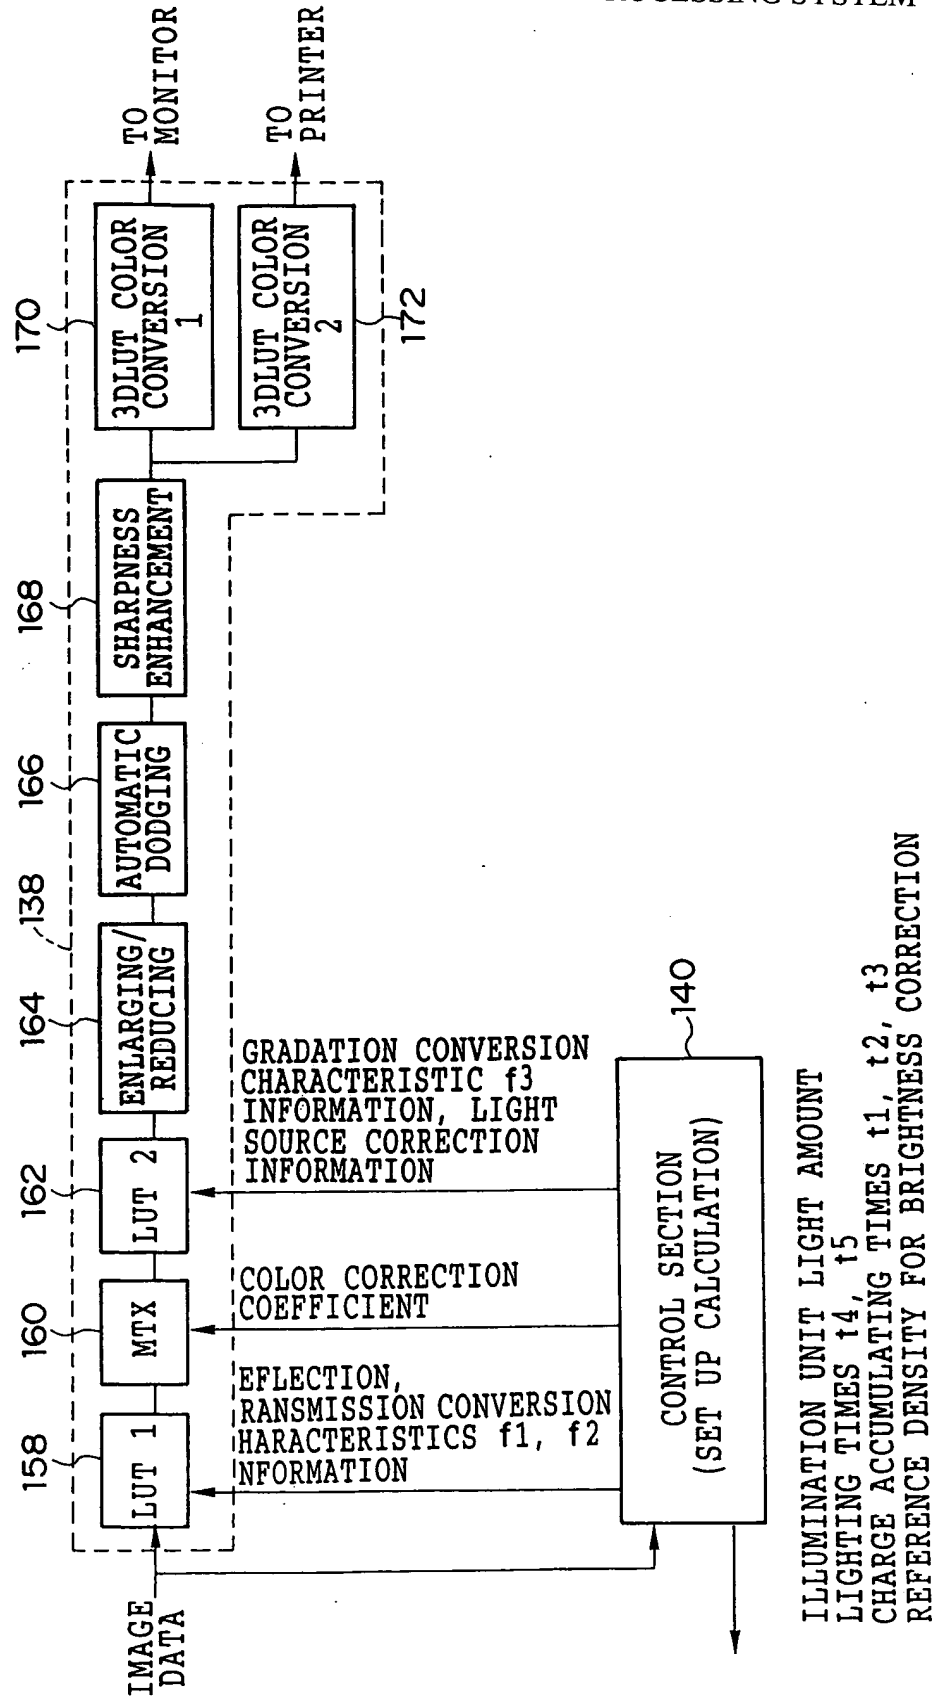 ROCESSING SYSTEM
TO
MONITOR
TO
PRINTER
170
3DLUT COLOR
CONVERSION
1
3DLUT COLOR
CONVERSION
2
172
168
SHARPNESS
ENHANCEMENT
166
AUTOMATIC
DODGING
138
164
ENLARGING/
REDUCING
162
LUT 2
160
MTX
158
LUT 1
IMAGE
DATA
GRADATION CONVERSION
CHARACTERISTIC f3
INFORMATION, LIGHT
SOURCE CORRECTION
INFORMATION
COLOR CORRECTION
COEFFICIENT
EFLECTION,
RANSMISSION CONVERSION
HARACTERISTICS f1, f2
NFORMATION
140
CONTROL SECTION
(SET UP CALCULATION)
ILLUMINATION UNIT LIGHT AMOUNT
LIGHTING TIMES t4, t5
CHARGE ACCUMULATING TIMES t1, t2, t3
REFERENCE DENSITY FOR BRIGHTNESS CORRECTION